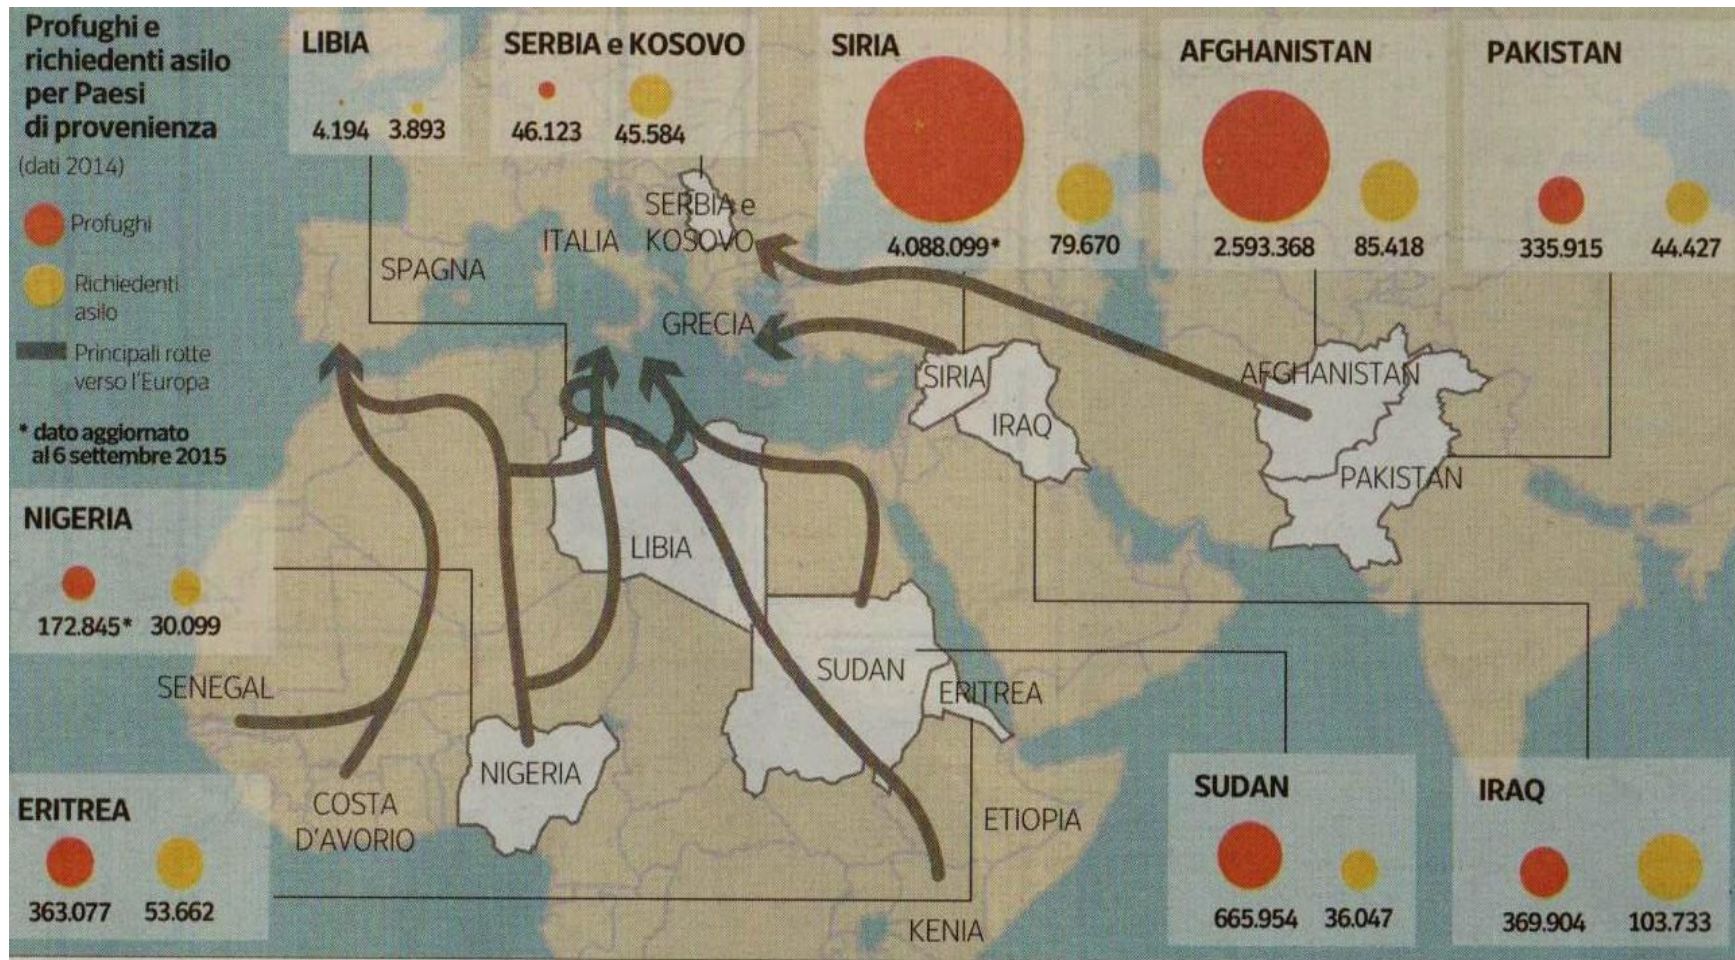 Profughi e
richiedenti asilo
per Paesi
di provenienza
(dati 2014)
Profughi
Richiedenti
asilo
Principali rotte
verso l'Europa
* dato aggiornato
al 6 settembre 2015
LIBIA
4.194 3.893
SERBIA e KOSOVO
46.123 45.584
SIRIA
4.088.099* 79.670
AFGHANISTAN
2.593.368 85.418
PAKISTAN
335.915 44.427
SERBIA e
KOSOVO
ITALIA
SPAGNA
GRECIA
SIRIA
IRAQ
AFGHANISTAN
PAKISTAN
LIBIA
SUDAN
ERITREA
NIGERIA
172.845* 30.099
SENEGAL
NIGERIA
COSTA
D'AVORIO
ETIOPIA
KENIA
ERITREA
363.077 53.662
SUDAN
665.954 36.047
IRAQ
369.904 103.733